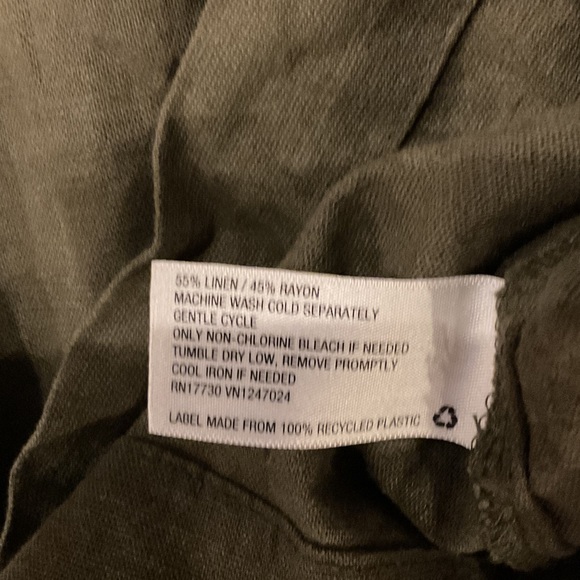 55% LINEN / 45% RAYON
MACHINE WASH COLD SEPARATELY
GENTLE CYCLE
ONLY NON-CHLORINE BLEACH IF NEEDED
TUMBLE DRY LOW, REMOVE PROMPTLY
COOL IRON IF NEEDED
RN17730 VN1247024
LABEL MADE FROM 100% RECYCLED PLASTIC